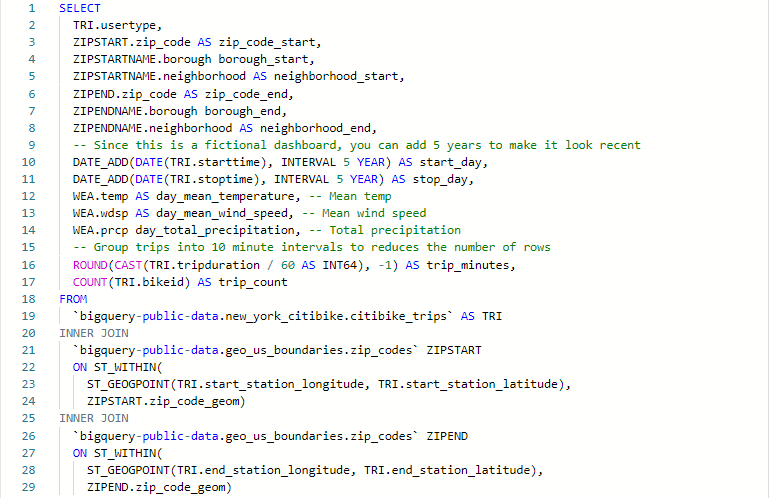 1 SELECT
2 TRI.usertype,
3 ZIPSTART.zip_code AS zip_code_start,
4 ZIPSTARTNAME.borough borough_start,
5 ZIPSTARTNAME.neighborhood AS neighborhood_start,
6 ZIPEND.zip_code AS zip_code_end,
7 ZIPENDNAME.borough borough_end,
8 ZIPENDNAME.neighborhood AS neighborhood_end,
9 -- Since this is a fictional dashboard, you can add 5 years to make it look recent
10 DATE_ADD(DATE(TRI.starttime), INTERVAL 5 YEAR) AS start_day,
11 DATE_ADD(DATE(TRI.stoptime), INTERVAL 5 YEAR) AS stop_day,
12 WEA.temp AS day_mean_temperature, -- Mean temp
13 WEA.wdsp AS day_mean_wind_speed, -- Mean wind speed
14 WEA.prcp day_total_precipitation, -- Total precipitation
15 -- Group trips into 10 minute intervals to reduces the number of rows
16 ROUND(CAST(TRI.tripduration / 60 AS INT64), -1) AS trip_minutes,
17 COUNT(TRI.bikeid) AS trip_count
18 FROM
19 `bigquery-public-data.new_york_citibike.citibike_trips` AS TRI
20 INNER JOIN
21 `bigquery-public-data.geo_us_boundaries.zip_codes` ZIPSTART
22 ON ST_WITHIN(
23 ST_GEOGPOINT(TRI.start_station_longitude, TRI.start_station_latitude),
24 ZIPSTART.zip_code_geom)
25 INNER JOIN
26 `bigquery-public-data.geo_us_boundaries.zip_codes` ZIPEND
27 ON ST_WITHIN(
28 ST_GEOGPOINT(TRI.end_station_longitude, TRI.end_station_latitude),
29 ZIPEND.zip_code_geom)